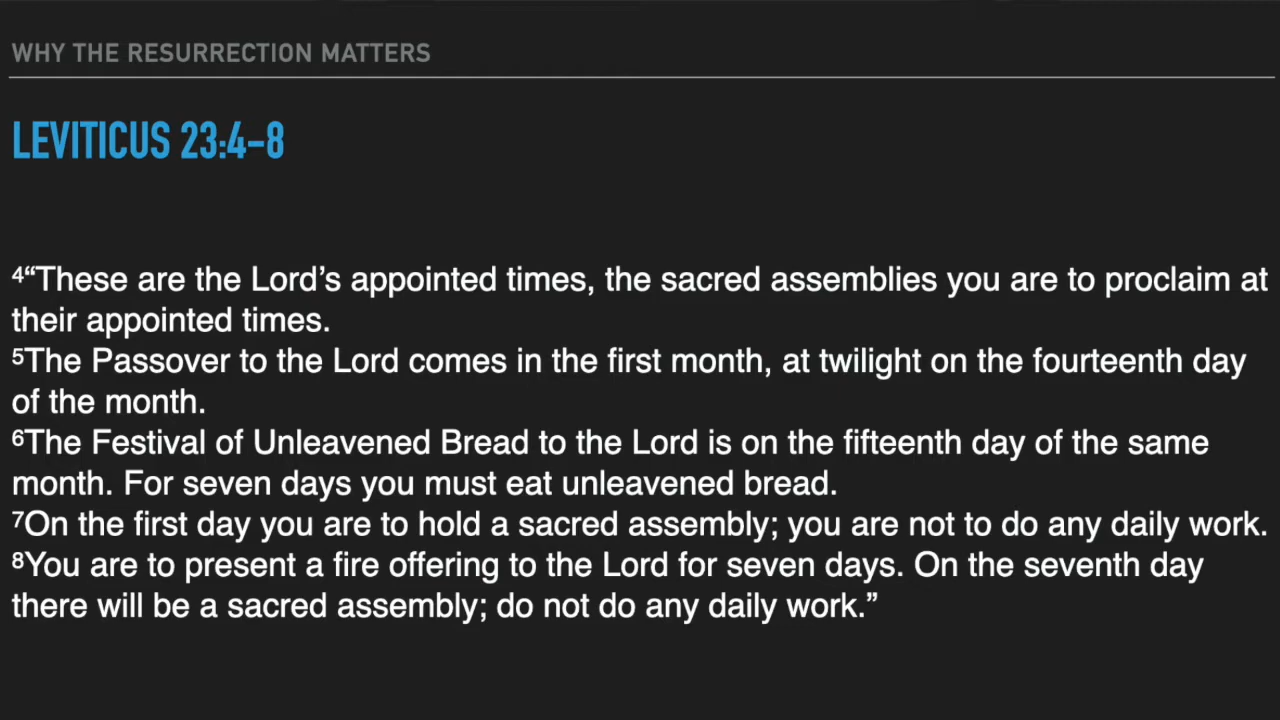 WHY THE RESURRECTION MATTERS
LEVITICUS 23:4–8
⁴“These are the Lord’s appointed times, the sacred assemblies you are to proclaim at
their appointed times.
⁵The Passover to the Lord comes in the first month, at twilight on the fourteenth day
of the month.
⁶The Festival of Unleavened Bread to the Lord is on the fifteenth day of the same
month. For seven days you must eat unleavened bread.
⁷On the first day you are to hold a sacred assembly; you are not to do any daily work.
⁸You are to present a fire offering to the Lord for seven days. On the seventh day
there will be a sacred assembly; do not do any daily work.”